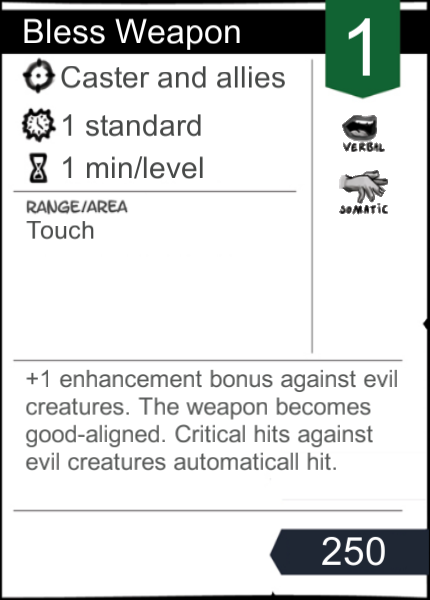 Bless Weapon
1
Caster and allies
1 standard
1 min/level
VERBAL
SOMATIC
RANGE/AREA
Touch
+1 enhancement bonus against evil
creatures. The weapon becomes
good-aligned. Critical hits against
evil creatures automaticall hit.
250